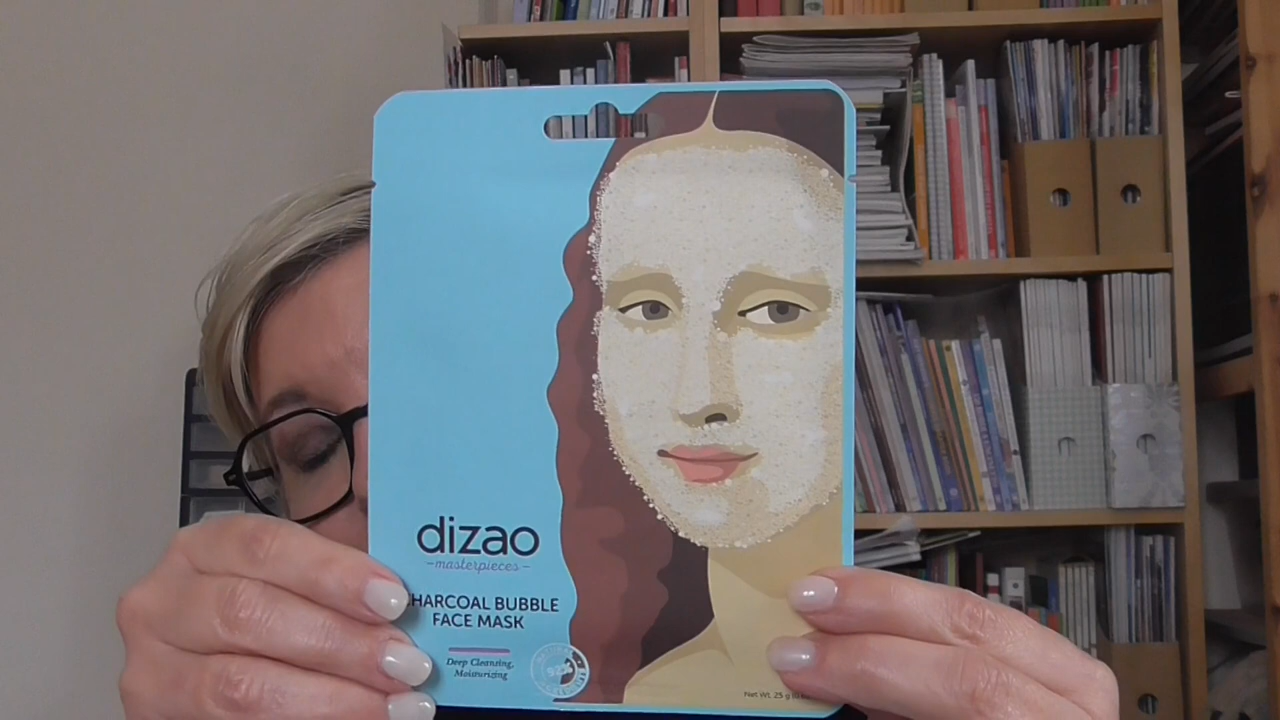 dizao
-masterpieces-
HARCOAL BUBBLE
FACE MASK
Deep Cleansing,
Moisturizing
Net Wt. 25 g